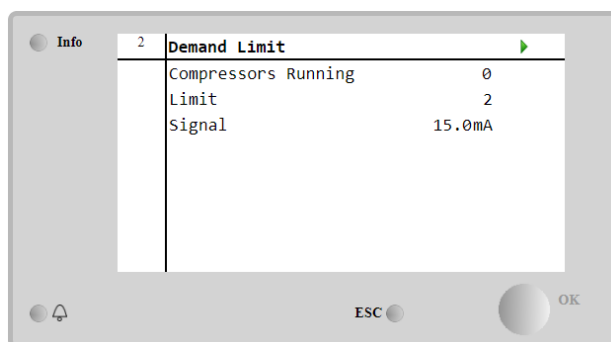 Info
2 Demand Limit
Compressors Running 0
Limit 2
Signal 15.0mA
ESC OK